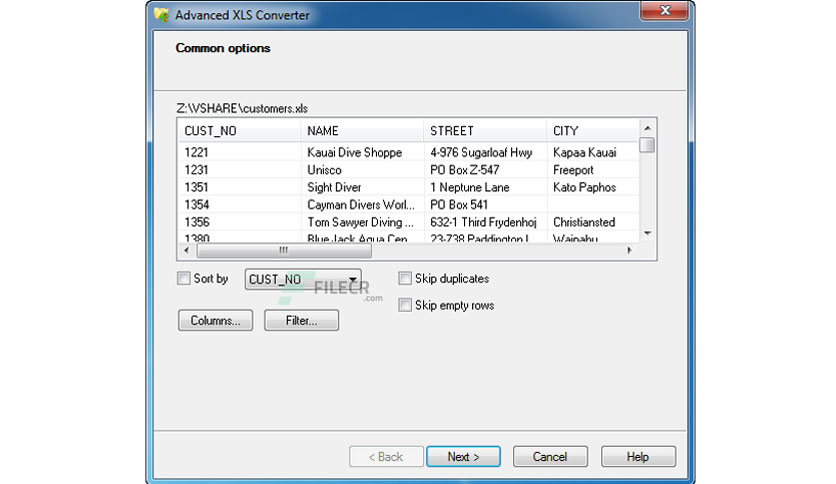 Advanced XLS Converter
Common options
Z:\VSHARE\customers.xls
CUST_NO NAME STREET CITY
1221 Kauai Dive Shoppe 4-976 Sugarloaf Hwy Kapaa Kauai
1231 Unisco PO Box Z-547 Freeport
1351 Sight Diver 1 Neptune Lane Kato Paphos
1354 Cayman Divers Worl... PO Box 541
1356 Tom Sawyer Diving ... 632-1 Third Frydenhoj Christiansted
1380 Blue Jack Aqua Cen... 23-738 Paddington L Waipahu
Sort by CUST_NO Skip duplicates
FILECR
.com
Skip empty rows
Columns... Filter...
< Back Next > Cancel Help